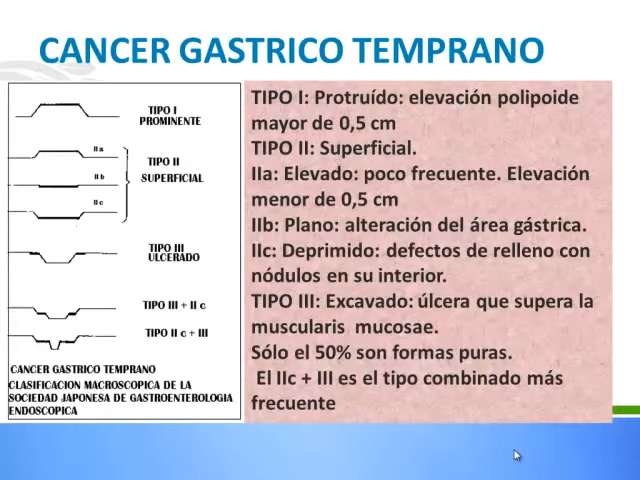 CANCER GASTRICO TEMPRANO
TIPO I
PROMINENTE
II a
TIPO II
II b
SUPERFICIAL
II c
TIPO III
ULCERADO
TIPO III + II c
TIPO II c + III
CANCER GASTRICO TEMPRANO
CLASIFICACION MACROSCOPICA DE LA
SOCIEDAD JAPONESA DE GASTROENTEROLOGIA
ENDOSCOPICA
TIPO I: Protruído: elevación polipoide
mayor de 0,5 cm
TIPO II: Superficial.
IIa: Elevado: poco frecuente. Elevación
menor de 0,5 cm
IIb: Plano: alteración del área gástrica.
IIc: Deprimido: defectos de relleno con
nódulos en su interior.
TIPO III: Excavado: úlcera que supera la
muscularis mucosae.
Sólo el 50% son formas puras.
El IIc + III es el tipo combinado más
frecuente